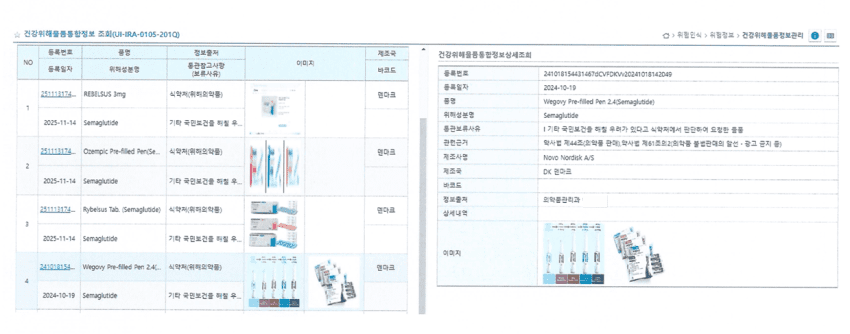 건강위해물품통합정보 조회(UI-IRA-0105-201Q)
위험인식 > 위험정보 > 건강위해물품정보관리
NO
등록번호
품명
정보출처
이미지
제조국
등록일자
위해성분명
통관참고사항
(보류사유)
바코드
1
251113174...
REBELSUS 3mg
식약처(위해의약품)
덴마크
2025-11-14
Semaglutide
기타 국민보건을 해칠 우...
2
251113174...
Ozempic Pre-filled Pen(Se...
식약처(위해의약품)
덴마크
2025-11-14
Semaglutide
기타 국민보건을 해칠 우...
3
251113174...
Rybelsus Tab. (Semaglutide)
식약처(위해의약품)
덴마크
2025-11-14
Semaglutide
기타 국민보건을 해칠 우...
4
241018154...
Wegovy Pre-filled Pen 2.4(...
식약처(위해의약품)
덴마크
2024-10-19
Semaglutide
기타 국민보건을 해칠 우...
건강위해물품통합정보상세조회
등록번호
등록일자
2024-10-19
품명
Wegovy Pre-filled Pen 2.4(Semaglutide)
위해성분명
Semaglutide
통관보류사유
I 기타 국민보건을 해칠 우려가 있다고 식약처에서 판단하여 요청한 물품
관련근거
약사법 제44조(의약품 판매),약사법 제61조의2(의약품 불법판매의 알선·광고 금지 등)
제조사명
Novo Nordisk A/S
제조국
DK 덴마크
바코드
정보출처
의약품관리과
상세내역
이미지